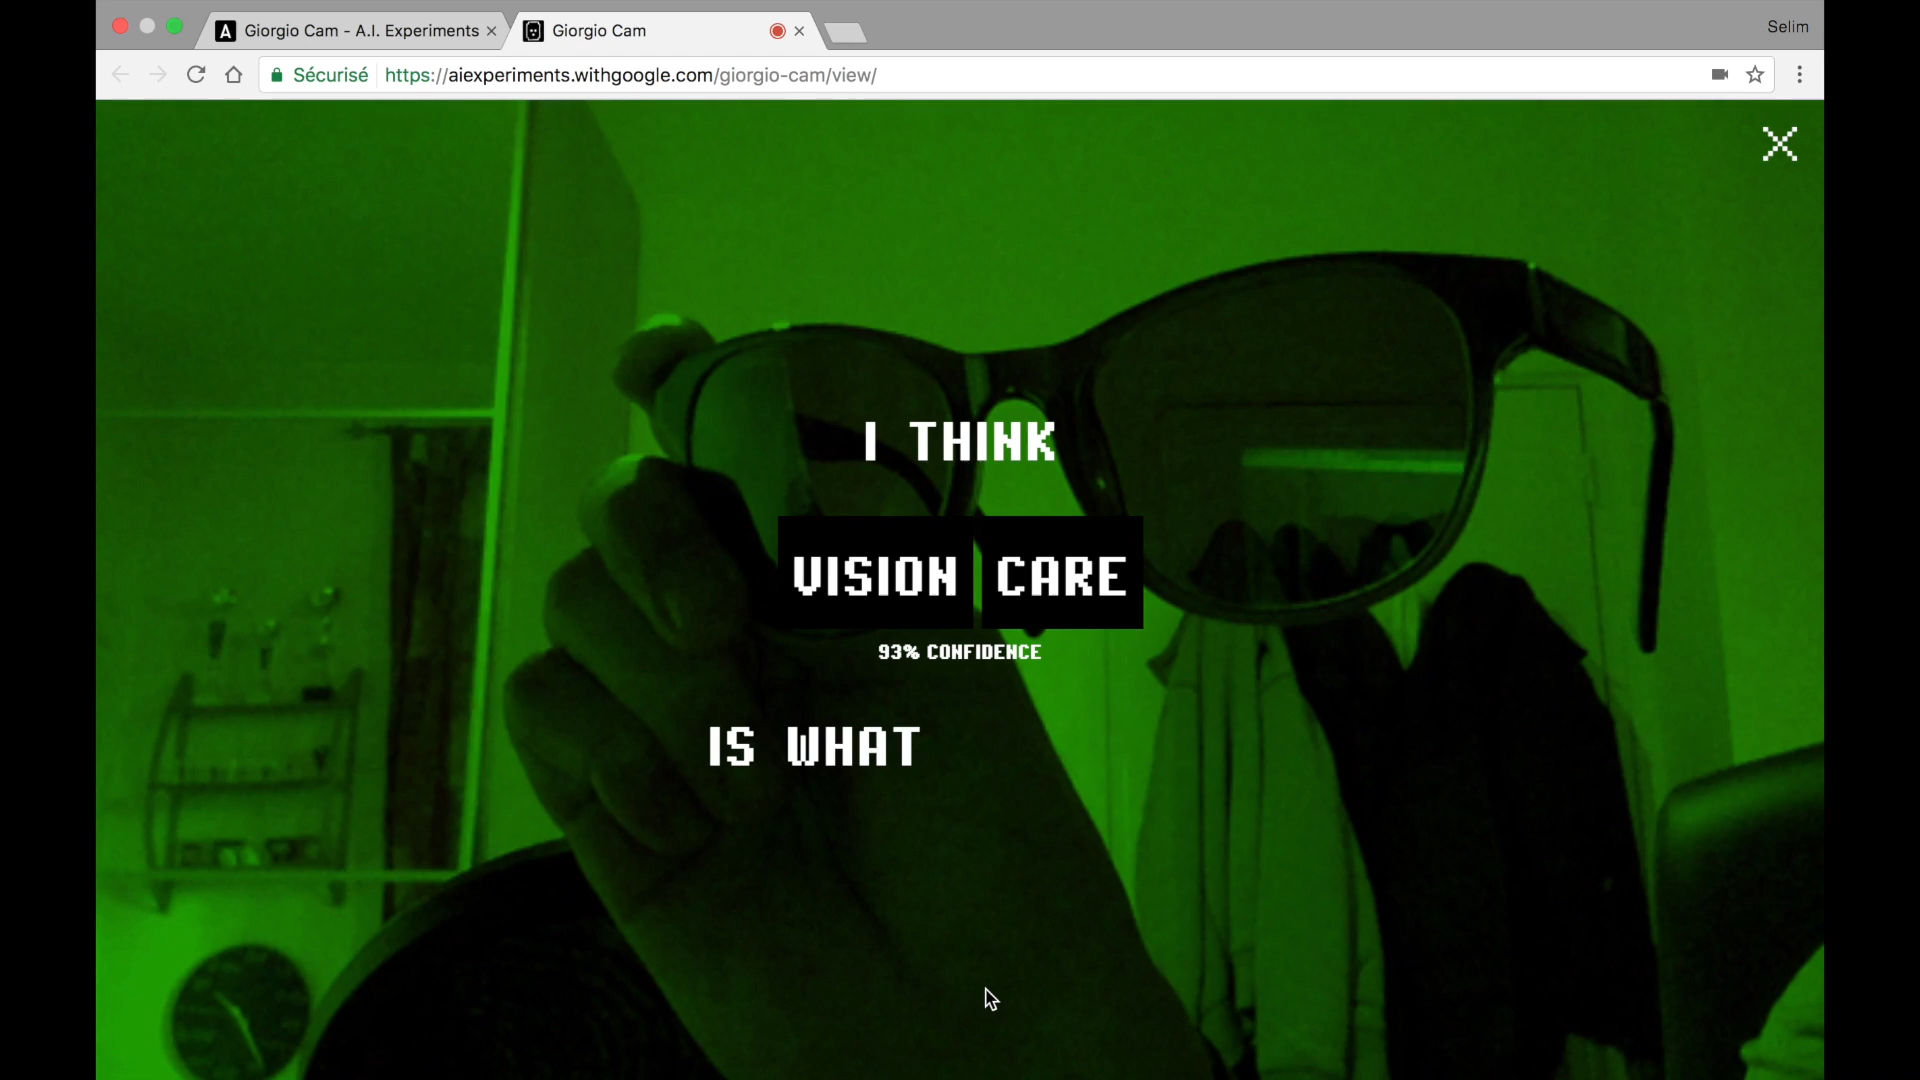 Giorgio Cam - A.I. Experiments
Giorgio Cam
Selim
Sécurisé
https://aiexperiments.withgoogle.com/giorgio-cam/view/
I THINK
VISION CARE
93% CONFIDENCE
IS WHAT